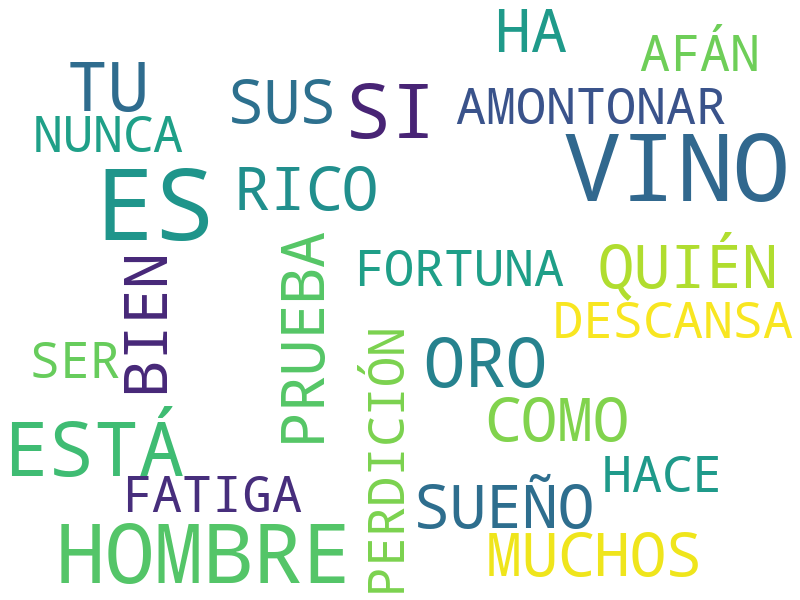 HA
AFÁN
TU
SUS
SI
AMONTONAR
NUNCA
VINO
ES
RICO
PRUEBA
FORTUNA
QUIÉN
BIEN
DESCANSA
SER
PERDICIÓN
ORO
COMO
ESTÁ
HACE
FATIGA
SUEÑO
HOMBRE
MUCHOS